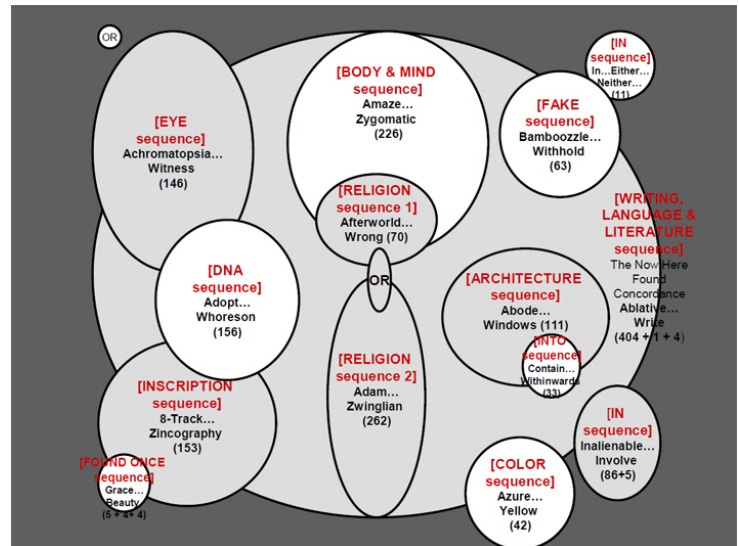 OR
[IN
sequence]
In…Either…
Neither…
(11)
[BODY & MIND
sequence]
Amaze…
Zygomatic
(226)
[FAKE
sequence]
Bamboozle…
Withhold
(63)
[EYE
sequence]
Achromatopsia…
Witness
(146)
[RELIGION
sequence 1]
Afterworld…
Wrong (70)
[WRITING,
LANGUAGE &
LITERATURE
sequence]
The Now Here
Found
Concordance
Ablative…
Write
(404 + 1 + 4)
[DNA
sequence]
Adopt…
Whoreson
(156)
OR
[ARCHITECTURE
sequence]
Abode…
Windows (111)
[INTO
sequence]
Contain…
Withinwards
(33)
[RELIGION
sequence 2]
Adam…
Zwinglian
(262)
[INSCRIPTION
sequence]
8-Track…
Zincography
(153)
[IN
sequence]
Inalienable…
Involve
(86+5)
[FOUND ONCE
sequence]
Grace…
Beauty
(5 + 4+ 4)
[COLOR
sequence]
Azure…
Yellow
(42)